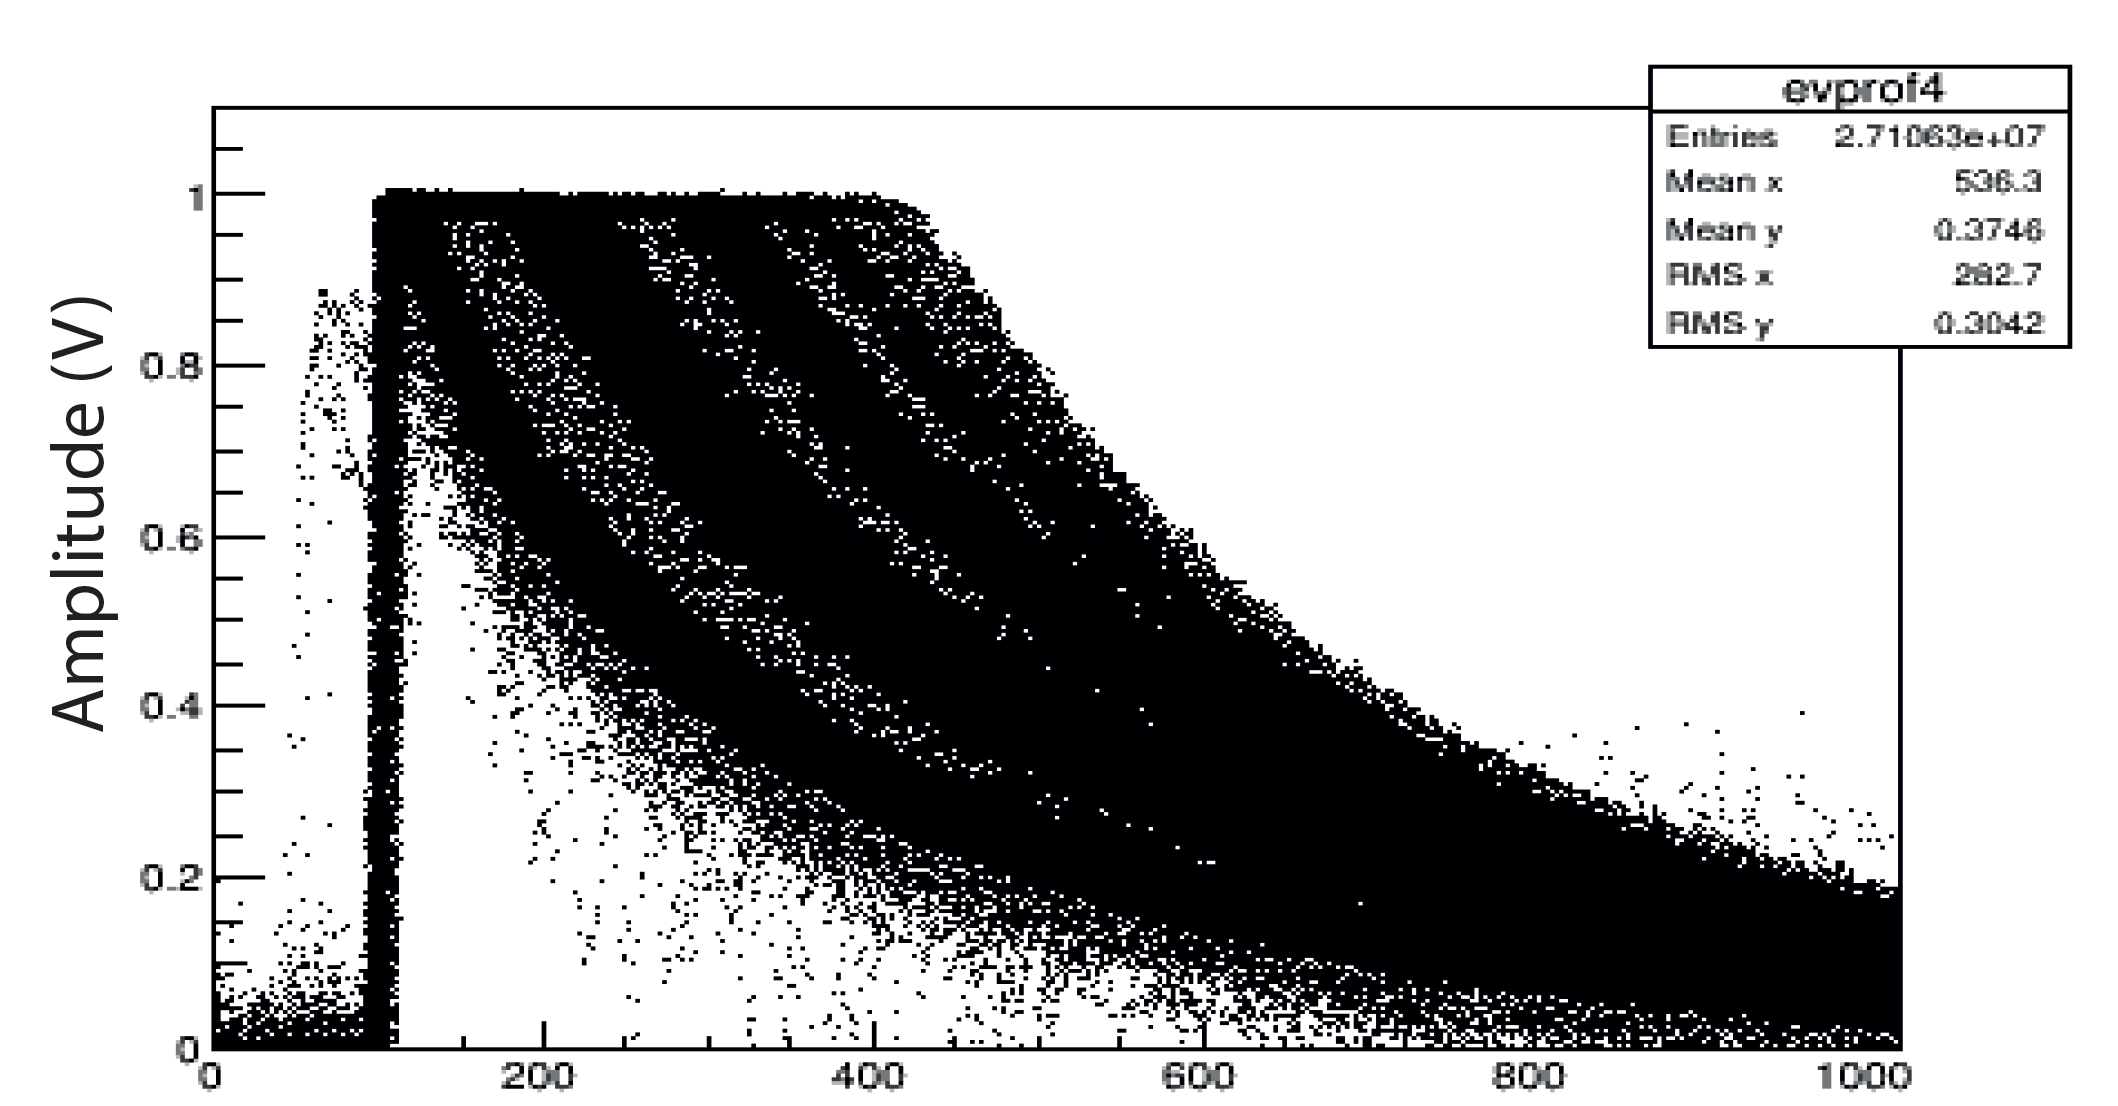 evprof4
Entries 2.71063e+07
Mean x 536.3
Mean y 0.3746
RMS x 282.7
RMS y 0.3042
Amplitude (V)
1
0.8
0.6
0.4
0.2
0
0 200 400 600 800 1000